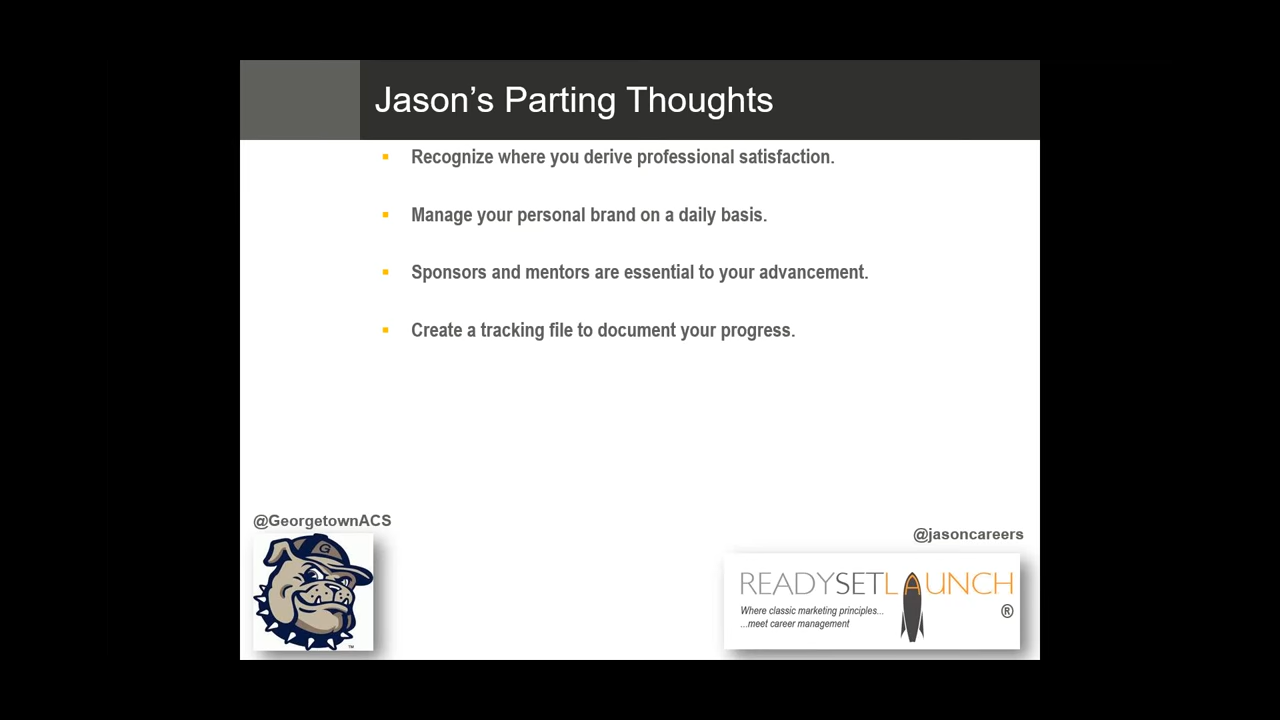 Jason’s Parting Thoughts
▪ Recognize where you derive professional satisfaction.
▪ Manage your personal brand on a daily basis.
▪ Sponsors and mentors are essential to your advancement.
▪ Create a tracking file to document your progress.
@GeorgetownACS
G
TM
@jasoncareers
READYSETLAUNCH
®
Where classic marketing principles...
...meet career management